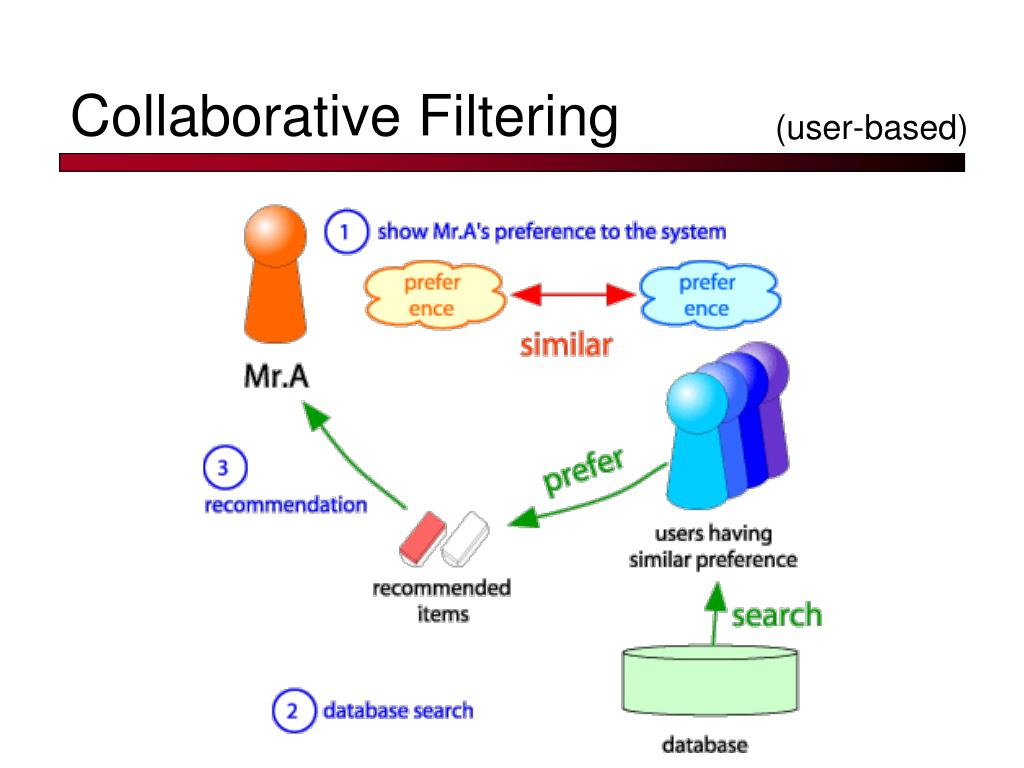 Collaborative Filtering
(user-based)
1 show Mr.A's preference to the system
prefer
ence
prefer
ence
similar
Mr.A
3
recommendation
prefer
recommended
items
users having
similar preference
search
2 database search
database